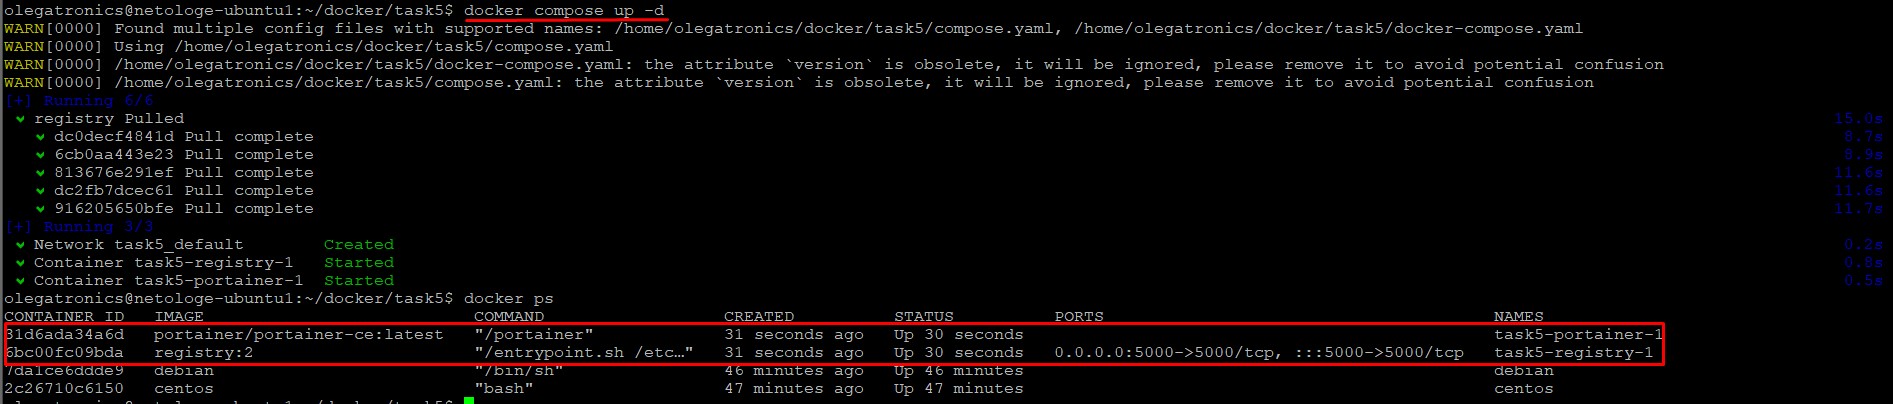 olegatronics@netologe-ubuntu1:~/docker/task5$ docker compose up -d
WARN[0000] Found multiple config files with supported names: /home/olegatronics/docker/task5/compose.yaml, /home/olegatronics/docker/task5/docker-compose.yaml
WARN[0000] Using /home/olegatronics/docker/task5/compose.yaml
WARN[0000] /home/olegatronics/docker/task5/docker-compose.yaml: the attribute `version` is obsolete, it will be ignored, please remove it to avoid potential confusion
WARN[0000] /home/olegatronics/docker/task5/compose.yaml: the attribute `version` is obsolete, it will be ignored, please remove it to avoid potential confusion
[+] Running 6/6
registry Pulled 15.0s
dc0decf4841d Pull complete 8.7s
6cb0aa443e23 Pull complete 8.9s
813676e291ef Pull complete 11.6s
dc2fb7dcec61 Pull complete 11.6s
916205650bfe Pull complete 11.7s
[+] Running 3/3
Network task5_default Created 0.2s
Container task5-registry-1 Started 0.8s
Container task5-portainer-1 Started 0.5s
olegatronics@netologe-ubuntu1:~/docker/task5$ docker ps
CONTAINER ID IMAGE COMMAND CREATED STATUS PORTS NAMES
31d6ada34a6d portainer/portainer-ce:latest "/portainer" 31 seconds ago Up 30 seconds task5-portainer-1
6bc00fc09bda registry:2 "/entrypoint.sh /etc…" 31 seconds ago Up 30 seconds 0.0.0.0:5000->5000/tcp, :::5000->5000/tcp task5-registry-1
7da1ce6ddde9 debian "/bin/sh" 46 minutes ago Up 46 minutes debian
2c26710c6150 centos "bash" 47 minutes ago Up 47 minutes centos